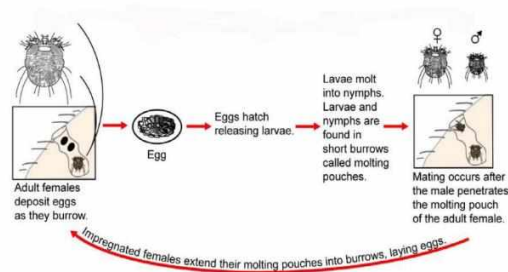 ♀ ♂
Adult females
deposit eggs
as they burrow.
Egg
Eggs hatch
releasing larvae.
Lavae molt
into nymphs.
Larvae and
nymphs are
found in
short burrows
called molting
pouches.
Mating occurs after
the male penetrates
the molting pouch
of the adult female.
Impregnated females extend their molting pouches into burrows, laying eggs.